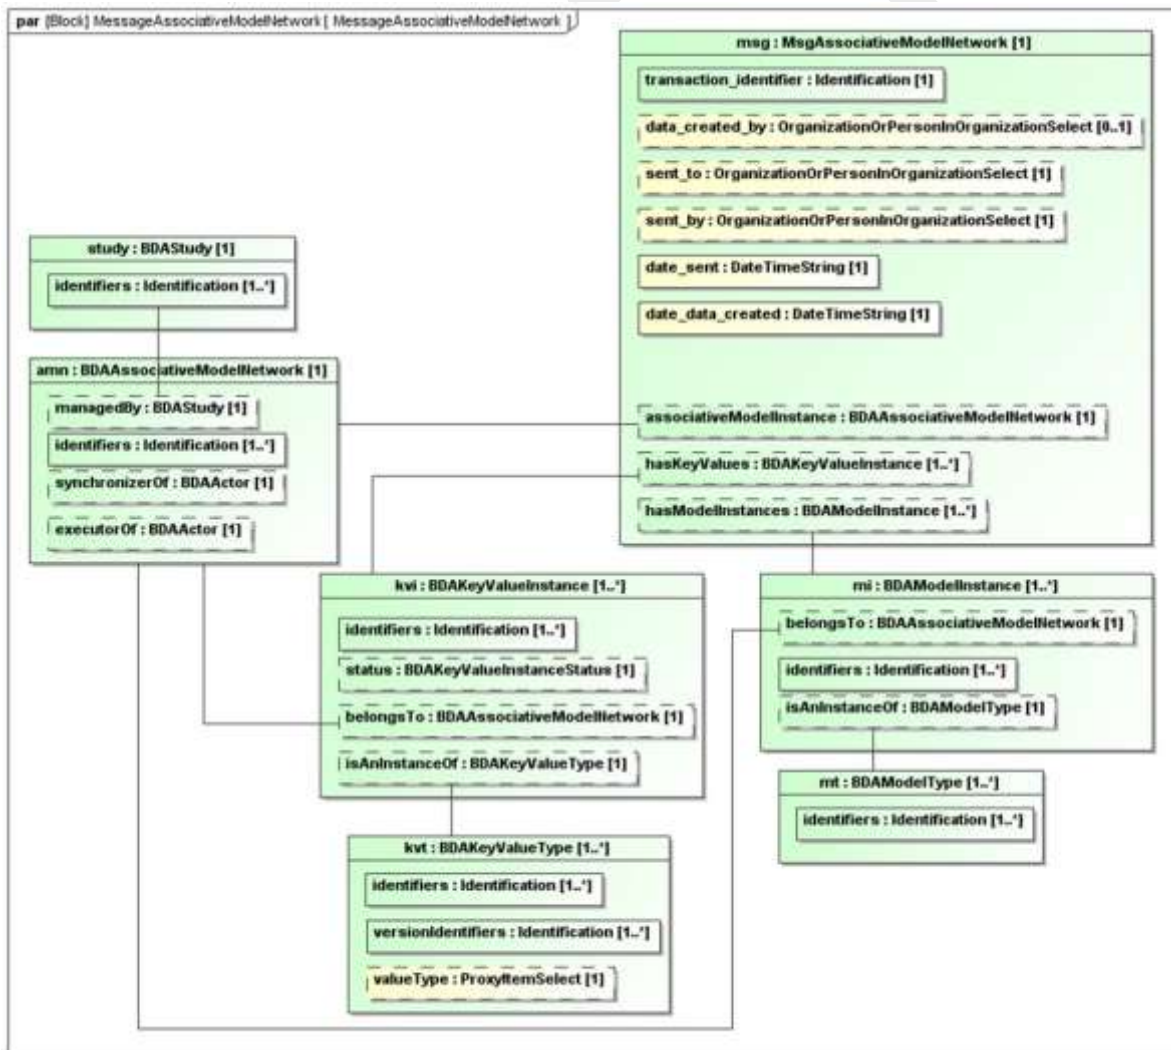 par [Block] MessageAssociativeModelNetwork [ MessageAssociativeModelNetwork ]
msg : MsgAssociativeModelNetwork [1]
transaction_identifier : Identification [1]
data_created_by : OrganizationOrPersonInOrganizationSelect [0..1]
sent_to : OrganizationOrPersonInOrganizationSelect [1]
sent_by : OrganizationOrPersonInOrganizationSelect [1]
date_sent : DateTimeString [1]
date_data_created : DateTimeString [1]
associativeModelInstance : BDAAssociativeModelNetwork [1]
hasKeyValues : BDAKeyValueInstance [1..*]
hasModelInstances : BDAModelInstance [1..*]
study : BDAStudy [1]
identifiers : Identification [1..*]
amn : BDAAssociativeModelNetwork [1]
managedBy : BDAStudy [1]
identifiers : Identification [1..*]
synchronizerOf : BDAActor [1]
executorOf : BDAActor [1]
kvi : BDAKeyValueInstance [1..*]
identifiers : Identification [1..*]
status : BDAKeyValueInstanceStatus [1]
belongsTo : BDAAssociativeModelNetwork [1]
isAnInstanceOf : BDAKeyValueType [1]
mi : BDAModelInstance [1..*]
belongsTo : BDAAssociativeModelNetwork [1]
identifiers : Identification [1..*]
isAnInstanceOf : BDAModelType [1]
mt : BDAModelType [1..*]
identifiers : Identification [1..*]
kvt : BDAKeyValueType [1..*]
identifiers : Identification [1..*]
versionIdentifiers : Identification [1..*]
valueType : ProxyItemSelect [1]